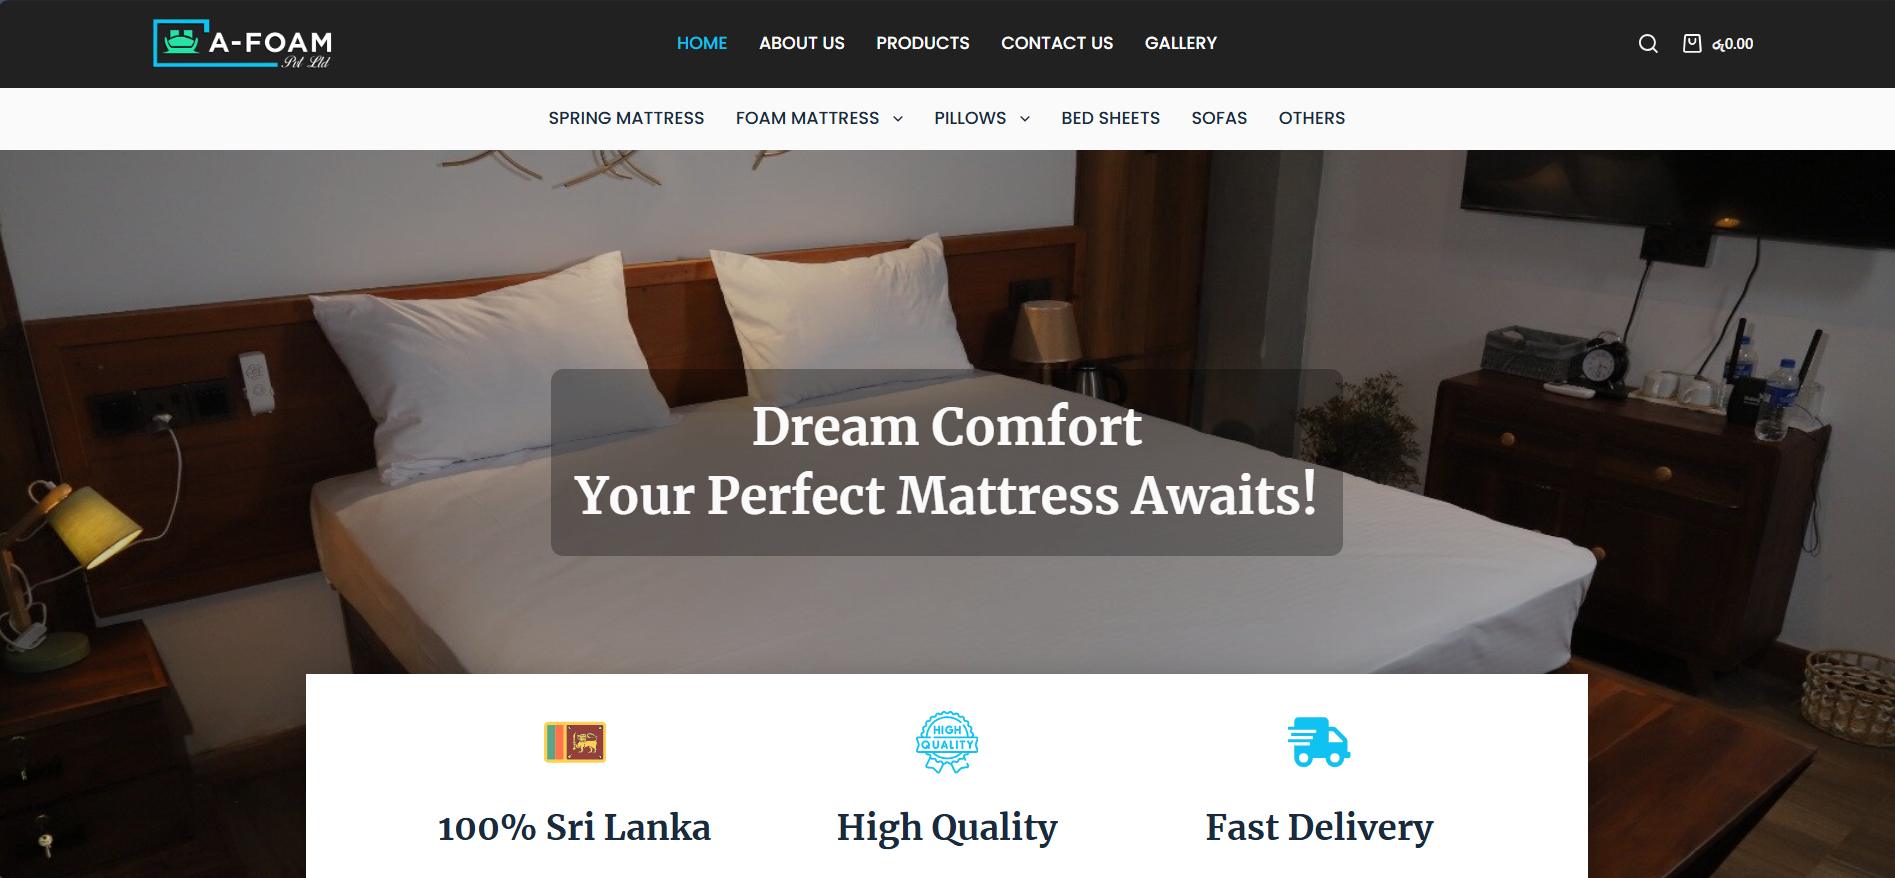 A-FOAM
Pvt Ltd
HOME ABOUT US PRODUCTS CONTACT US GALLERY
රු0.00
SPRING MATTRESS FOAM MATTRESS PILLOWS BED SHEETS SOFAS OTHERS
Dream Comfort
Your Perfect Mattress Awaits!
HIGH
QUALITY
100% Sri Lanka High Quality Fast Delivery